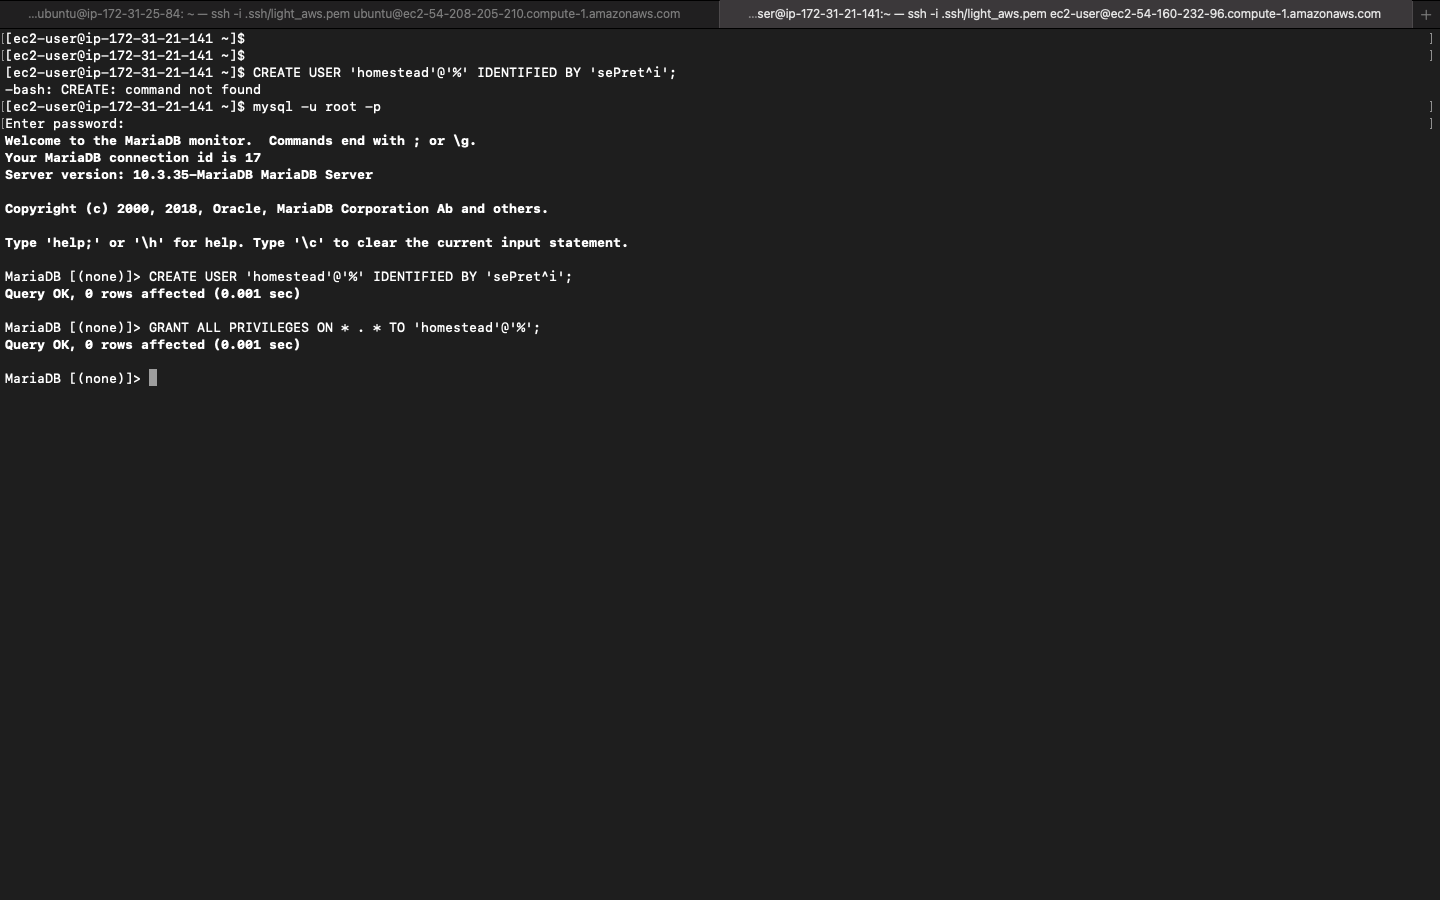 ...ubuntu@ip-172-31-25-84: ~ — ssh -i .ssh/light_aws.pem ubuntu@ec2-54-208-205-210.compute-1.amazonaws.com
...ser@ip-172-31-21-141:~ — ssh -i .ssh/light_aws.pem ec2-user@ec2-54-160-232-96.compute-1.amazonaws.com +
[[ec2-user@ip-172-31-21-141 ~]$ ]
[[ec2-user@ip-172-31-21-141 ~]$ ]
[ec2-user@ip-172-31-21-141 ~]$ CREATE USER 'homestead'@'%' IDENTIFIED BY 'sePret^i';
-bash: CREATE: command not found
[[ec2-user@ip-172-31-21-141 ~]$ mysql -u root -p ]
[Enter password: ]
Welcome to the MariaDB monitor.  Commands end with ; or \g.
Your MariaDB connection id is 17
Server version: 10.3.35-MariaDB MariaDB Server
Copyright (c) 2000, 2018, Oracle, MariaDB Corporation Ab and others.
Type 'help;' or '\h' for help. Type '\c' to clear the current input statement.
MariaDB [(none)]> CREATE USER 'homestead'@'%' IDENTIFIED BY 'sePret^i';
Query OK, 0 rows affected (0.001 sec)
MariaDB [(none)]> GRANT ALL PRIVILEGES ON * . * TO 'homestead'@'%';
Query OK, 0 rows affected (0.001 sec)
MariaDB [(none)]>